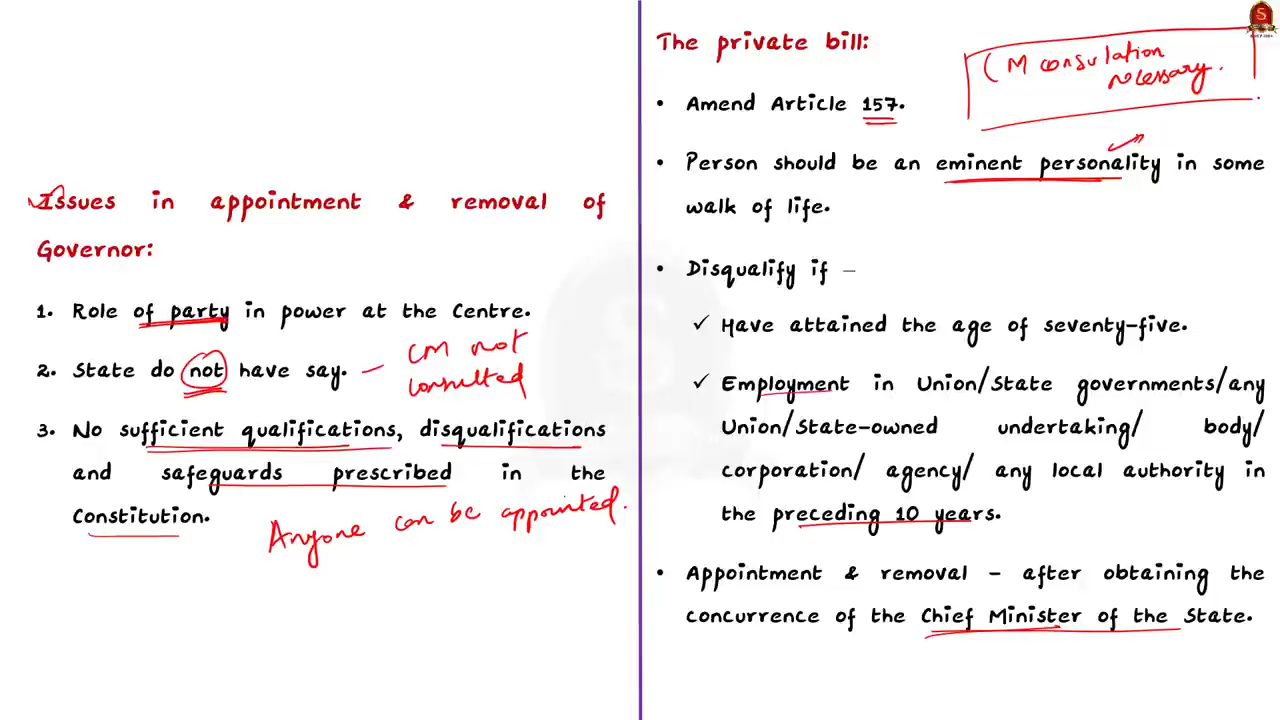 Issues in appointment & removal of
Governor:
1. Role of party in power at the Centre.
2. State do not have say. – CM not
consulted
3. No sufficient qualifications, disqualifications
and safeguards prescribed in the
Constitution.
Anyone can be appointed.
The private bill:
CM consulation
necessary.
• Amend Article 157.
• Person should be an eminent personality in some
walk of life.
• Disqualify if –
✓ Have attained the age of seventy-five.
✓ Employment in Union/State governments/any
Union/State-owned undertaking/ body/
corporation/ agency/ any local authority in
the preceding 10 years.
• Appointment & removal – after obtaining the
concurrence of the Chief Minister of the State.
S